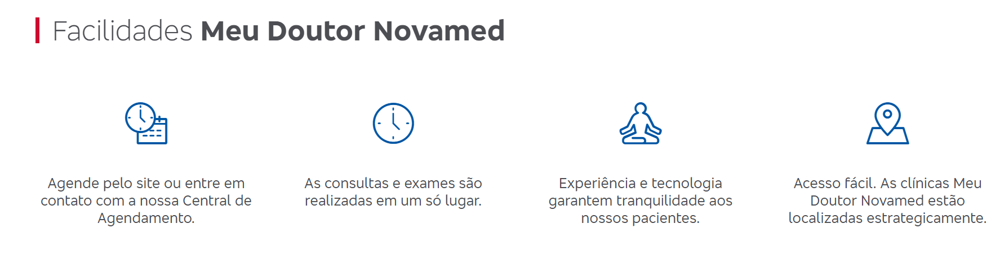 Facilidades Meu Doutor Novamed
Agende pelo site ou entre em
contato com a nossa Central de
Agendamento.
As consultas e exames são
realizadas em um só lugar.
Experiência e tecnologia
garantem tranquilidade aos
nossos pacientes.
Acesso fácil. As clínicas Meu
Doutor Novamed estão
localizadas estrategicamente.